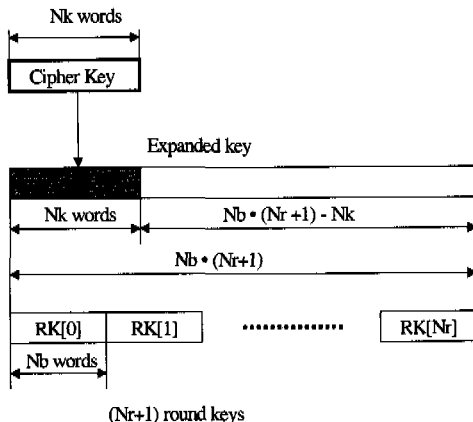 Nk words
Cipher Key
Expanded key
Nk words
Nb • (Nr +1) - Nk
Nb • (Nr+1)
RK[0] RK[1] RK[Nr]
Nb words
(Nr+1) round keys